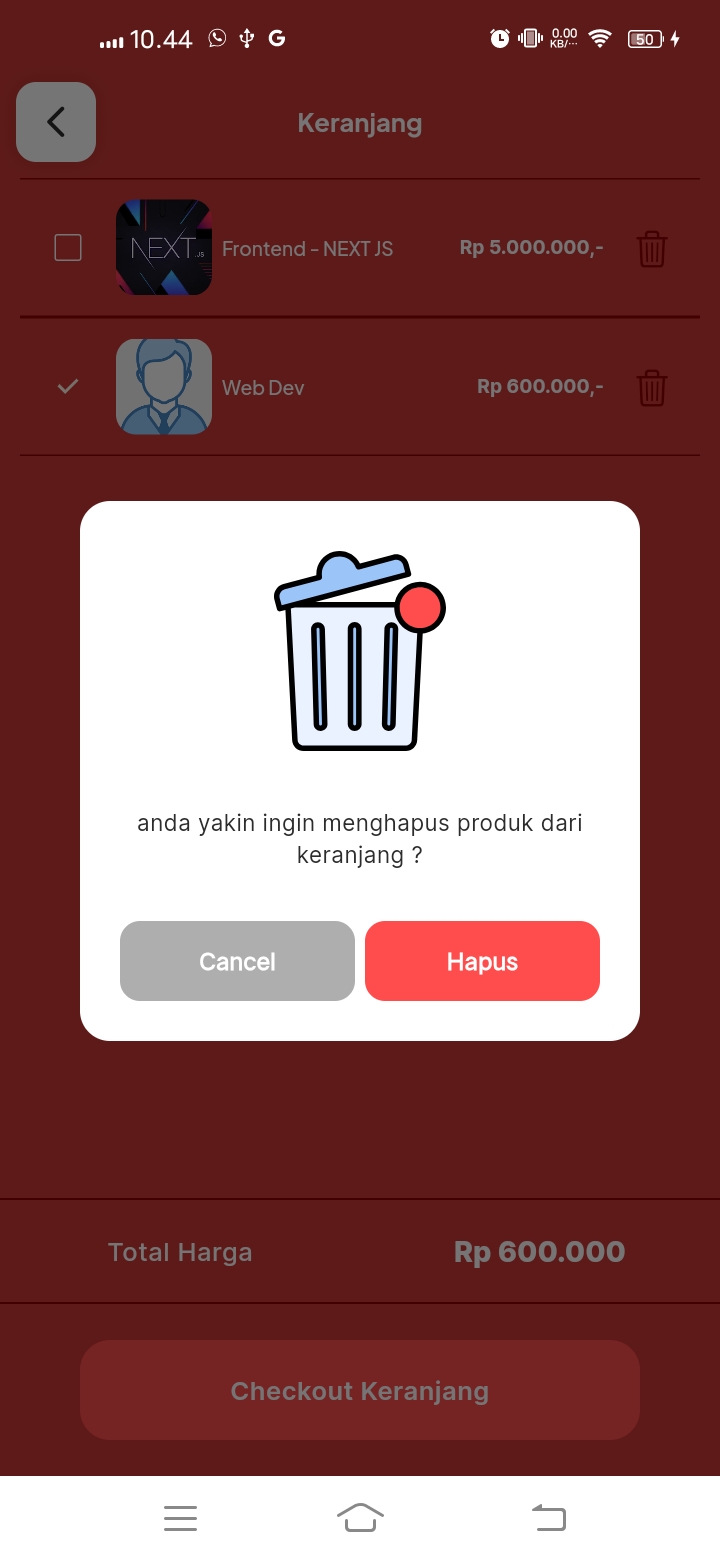 10.44
0.00
KB/...
50
Keranjang
NEXT.JS
Frontend - NEXT JS
Rp 5.000.000,-
Web Dev
Rp 600.000,-
anda yakin ingin menghapus produk dari
keranjang ?
Cancel
Hapus
Total Harga
Rp 600.000
Checkout Keranjang